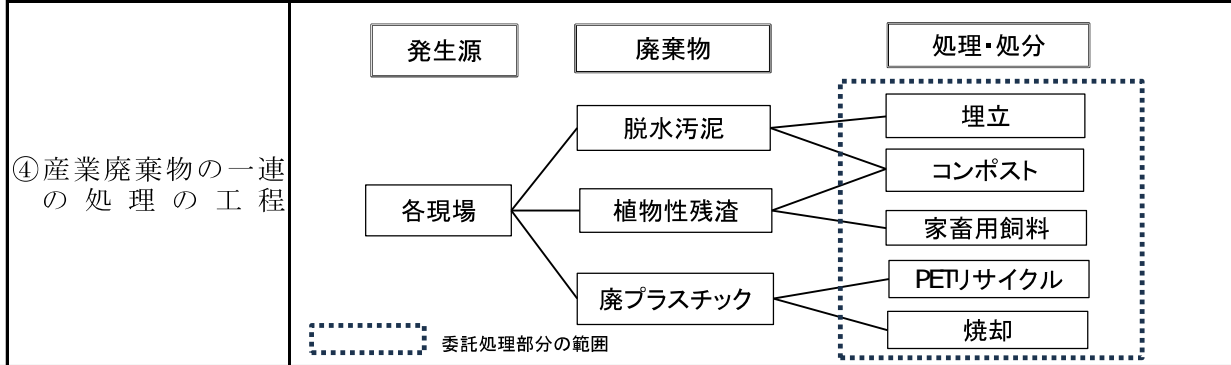 ④産業廃棄物の一連
の処理の工程
発生源
廃棄物
処理・処分
各現場
脱水汚泥
植物性残渣
廃プラスチック
埋立
コンポスト
家畜用飼料
PETリサイクル
焼却
委託処理部分の範囲